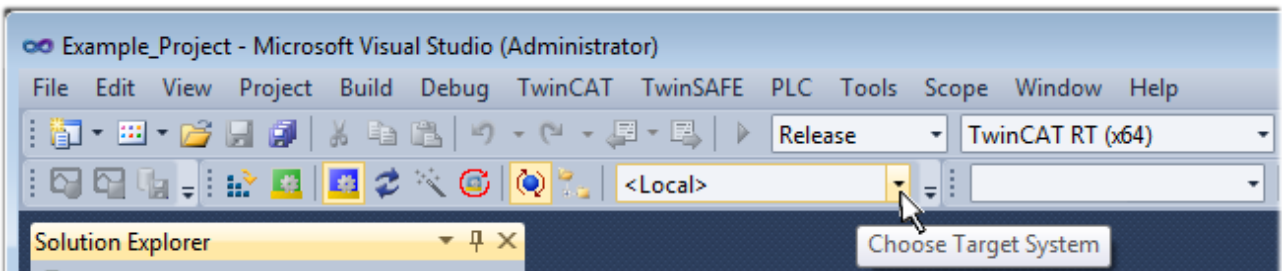 Example_Project - Microsoft Visual Studio (Administrator)
File Edit View Project Build Debug TwinCAT TwinSAFE PLC Tools Scope Window Help
Release TwinCAT RT (x64)
<Local>
Solution Explorer
Choose Target System